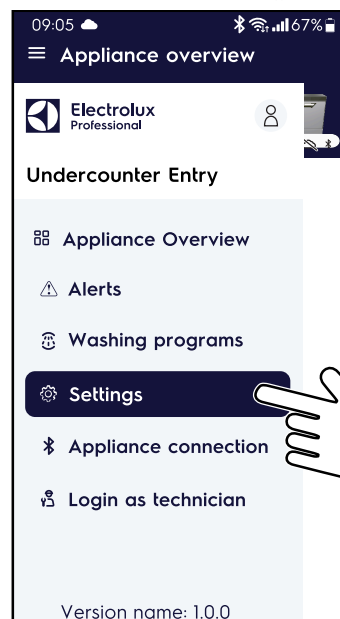 09:05 67%
Appliance overview
Electrolux
Professional
Undercounter Entry
Appliance Overview
Alerts
Washing programs
Settings
Appliance connection
Login as technician
Version name: 1.0.0